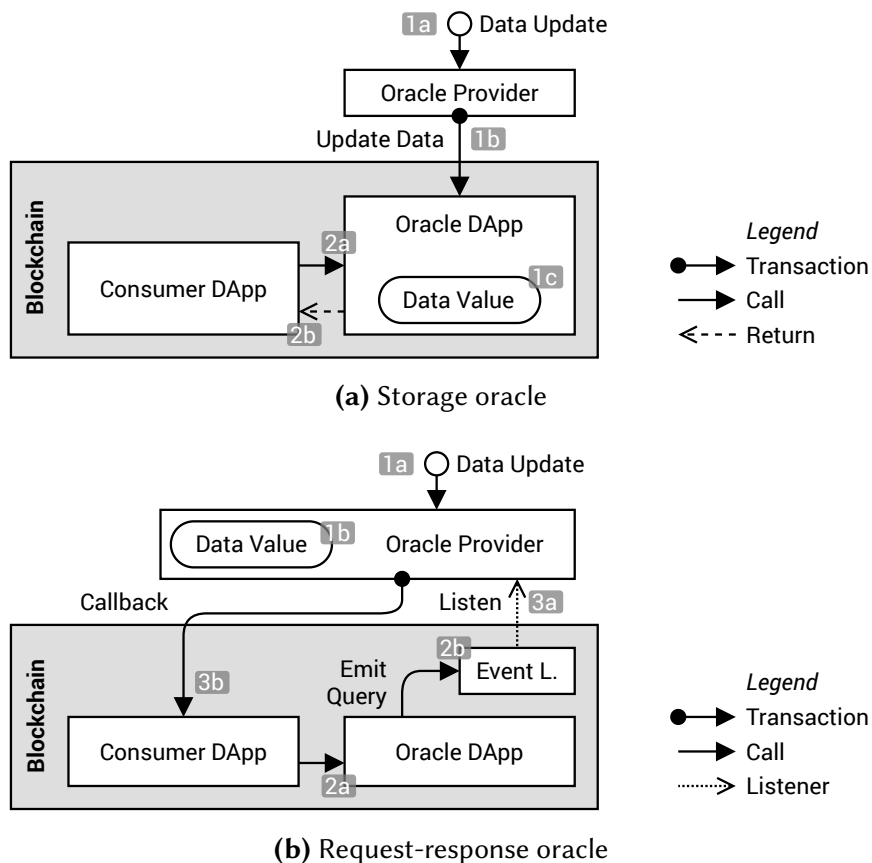 1a Data Update
Oracle Provider
Update Data 1b
Blockchain
Oracle DApp
2a
Consumer DApp
1c
Data Value
2b
Legend
Transaction
Call
Return
(a) Storage oracle
1a Data Update
Data Value 1b Oracle Provider
Callback
Listen 3a
Blockchain
3b
Emit
Query
2b
Event L.
Consumer DApp
2a
Oracle DApp
Legend
Transaction
Call
Listener
(b) Request-response oracle